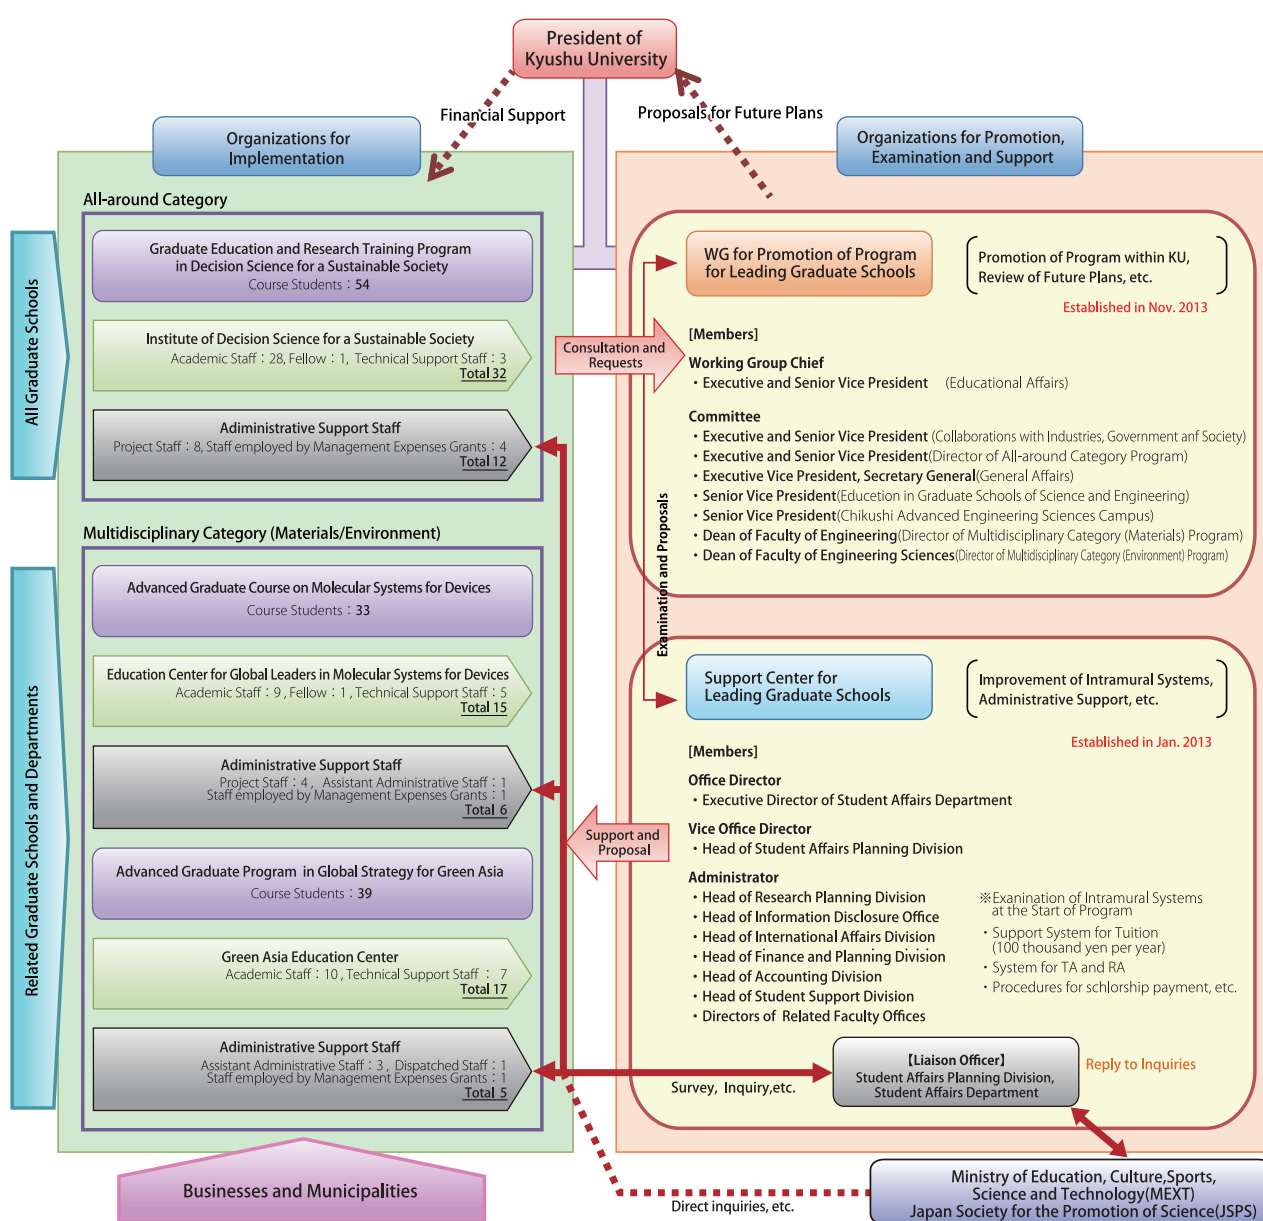 President of
Kyushu University
Financial Support
Proposals for Future Plans
Organizations for
Implementation
Organizations for Promotion,
Examination and Support
All Graduate Schools
All-around Category
Graduate Education and Research Training Program
in Decision Science for a Sustainable Society
Course Students：54
Institute of Decision Science for a Sustainable Society
Academic Staff：28, Fellow：1, Technical Support Staff：3
Total 32
Administrative Support Staff
Project Staff：8, Staff employed by Management Expenses Grants：4
Total 12
Related Graduate Schools and Departments
Multidisciplinary Category (Materials/Environment)
Advanced Graduate Course on Molecular Systems for Devices
Course Students：33
Education Center for Global Leaders in Molecular Systems for Devices
Academic Staff：9 , Fellow：1 , Technical Support Staff：5
Total 15
Adiministrative Support Staff
Project Staff：4 , Assistant Administrative Staff：1
Staff employed by Management Expenses Grants：1
Total 6
Advanced Graduate Program in Global Strategy for Green Asia
Course Students：39
Green Asia Education Center
Academic Staff：10 , Technical Support Staff：7
Total 17
Adiministrative Support Staff
Assistant Administrative Staff：3 , Dispatched Staff：1
Staff employed by Management Expenses Grants：1
Total 5
Businesses and Municipalities
Consultation and
Requests
Examination and Proposals
Support and
Proposal
Survey, Inquiry,etc.
Direct inquiries, etc.
WG for Promotion of Program
for Leading Graduate Schools
Promotion of Program within KU,
Review of Future Plans, etc.
Established in Nov. 2013
[Members]
Working Group Chief
・Executive and Senior Vice President (Educational Affairs)
Committee
・Executive and Senior Vice President (Collaborations with Industries, Government anf Society)
・Executive and Senior Vice President(Director of All-around Category Program)
・Executive Vice President, Secretary General(General Affairs)
・Senior Vice President(Educetion in Graduate Schools of Science and Engineering)
・Senior Vice President(Chikushi Advanced Engineering Sciences Campus)
・Dean of Faculty of Engineering(Director of Multidisciplinary Category (Materials) Program)
・Dean of Faculty of Engineering Sciences(Director of Multidisciplinary Category (Environment) Program)
Support Center for
Leading Graduate Schools
Improvement of Intramural Systems,
Administrative Support, etc.
Established in Jan. 2013
[Members]
Office Director
・Executive Director of Student Affairs Department
Vice Office Director
・Head of Student Affairs Planning Division
Administrator
・Head of Research Planning Division
・Head of Information Disclosure Office
・Head of International Affairs Division
・Head of Finance and Planning Division
・Head of Accounting Division
・Head of Student Support Division
・Directors of Related Faculty Offices
※Exanination of Intramural Systems
at the Start of Program
・Support System for Tuition
(100 thousand yen per year)
・System for TA and RA
・Procedures for schlorship payment, etc.
【Liaison Officer】
Student Affairs Planning Division,
Student Affairs Department
Reply to Inquiries
Ministry of Education, Culture,Sports,
Science and Technology(MEXT)
Japan Society for the Promotion of Science(JSPS)